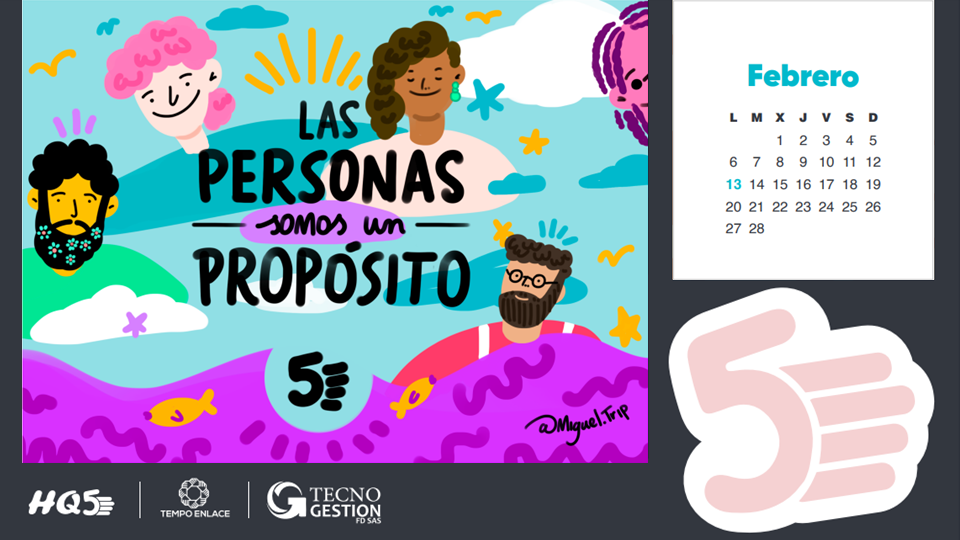 LAS
PERSONAS
somos un
PROPÓSITO
5
@Miguel.Trip
Febrero
L M X J V S D
1 2 3 4 5
6 7 8 9 10 11 12
13 14 15 16 17 18 19
20 21 22 23 24 25 26
27 28
5
HQ5
TEMPO ENLACE
G TECNO
GESTION
FD SAS